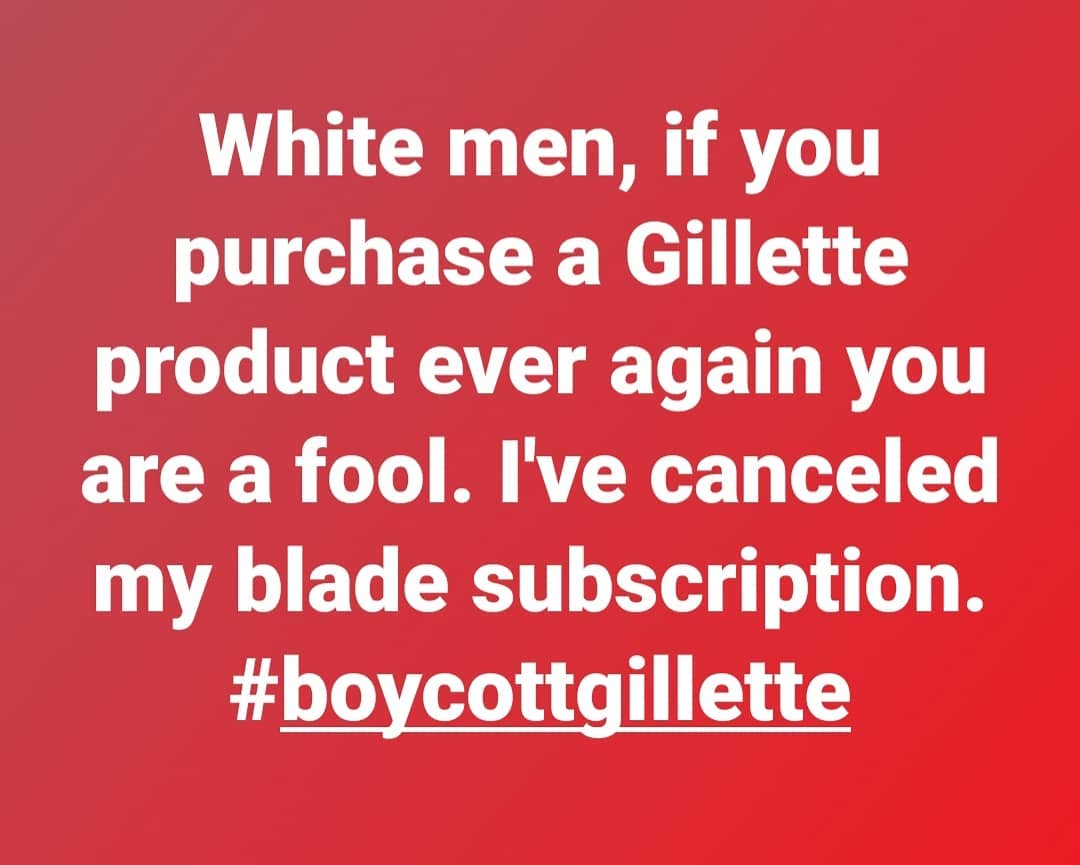 White men, if you
purchase a Gillette
product ever again you
are a fool. I've canceled
my blade subscription.
#boycottgillette